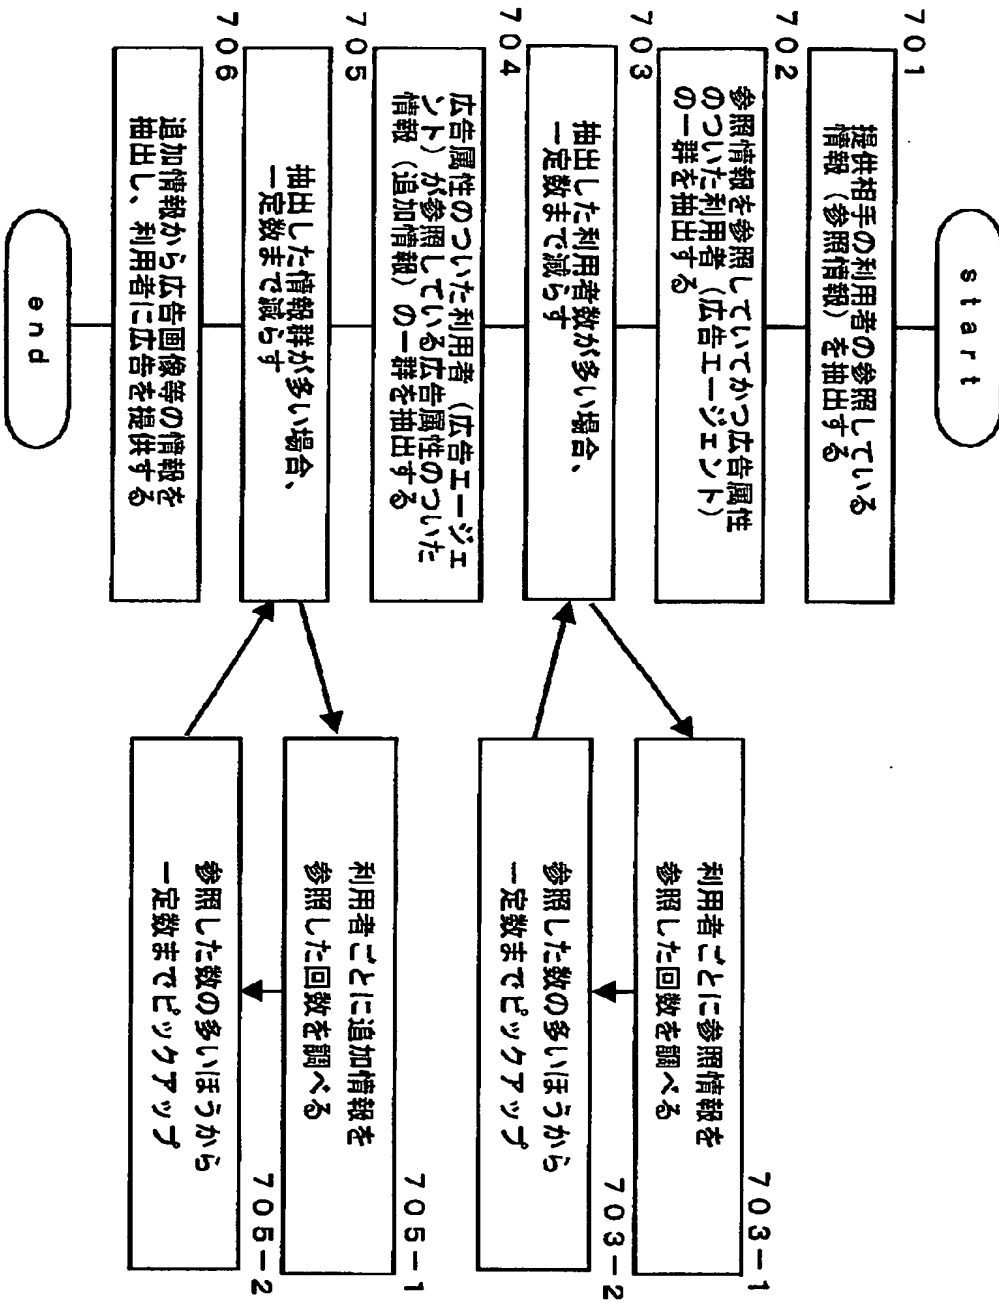 start
701
提供相手の利用者の参照している
情報（参照情報）を抽出する
702
参照情報を参照していてかつ広告属性
のついた利用者（広告エージェント）
の一群を抽出する
703
抽出した利用者数が多い場合、
一定数まで減らす
703-1
利用者ごとに参照情報を
参照した回数を調べる
703-2
参照した数の多いほうから
一定数までピックアップ
704
広告属性のついた利用者（広告エージェ
ント）が参照している広告属性のついた
情報（追加情報）の一群を抽出する
705
抽出した情報群が多い場合、
一定数まで減らす
705-1
利用者ごとに追加情報を
参照した回数を調べる
705-2
参照した数の多いほうから
一定数までピックアップ
706
追加情報から広告画像等の情報を
抽出し、利用者に広告を提供する
end